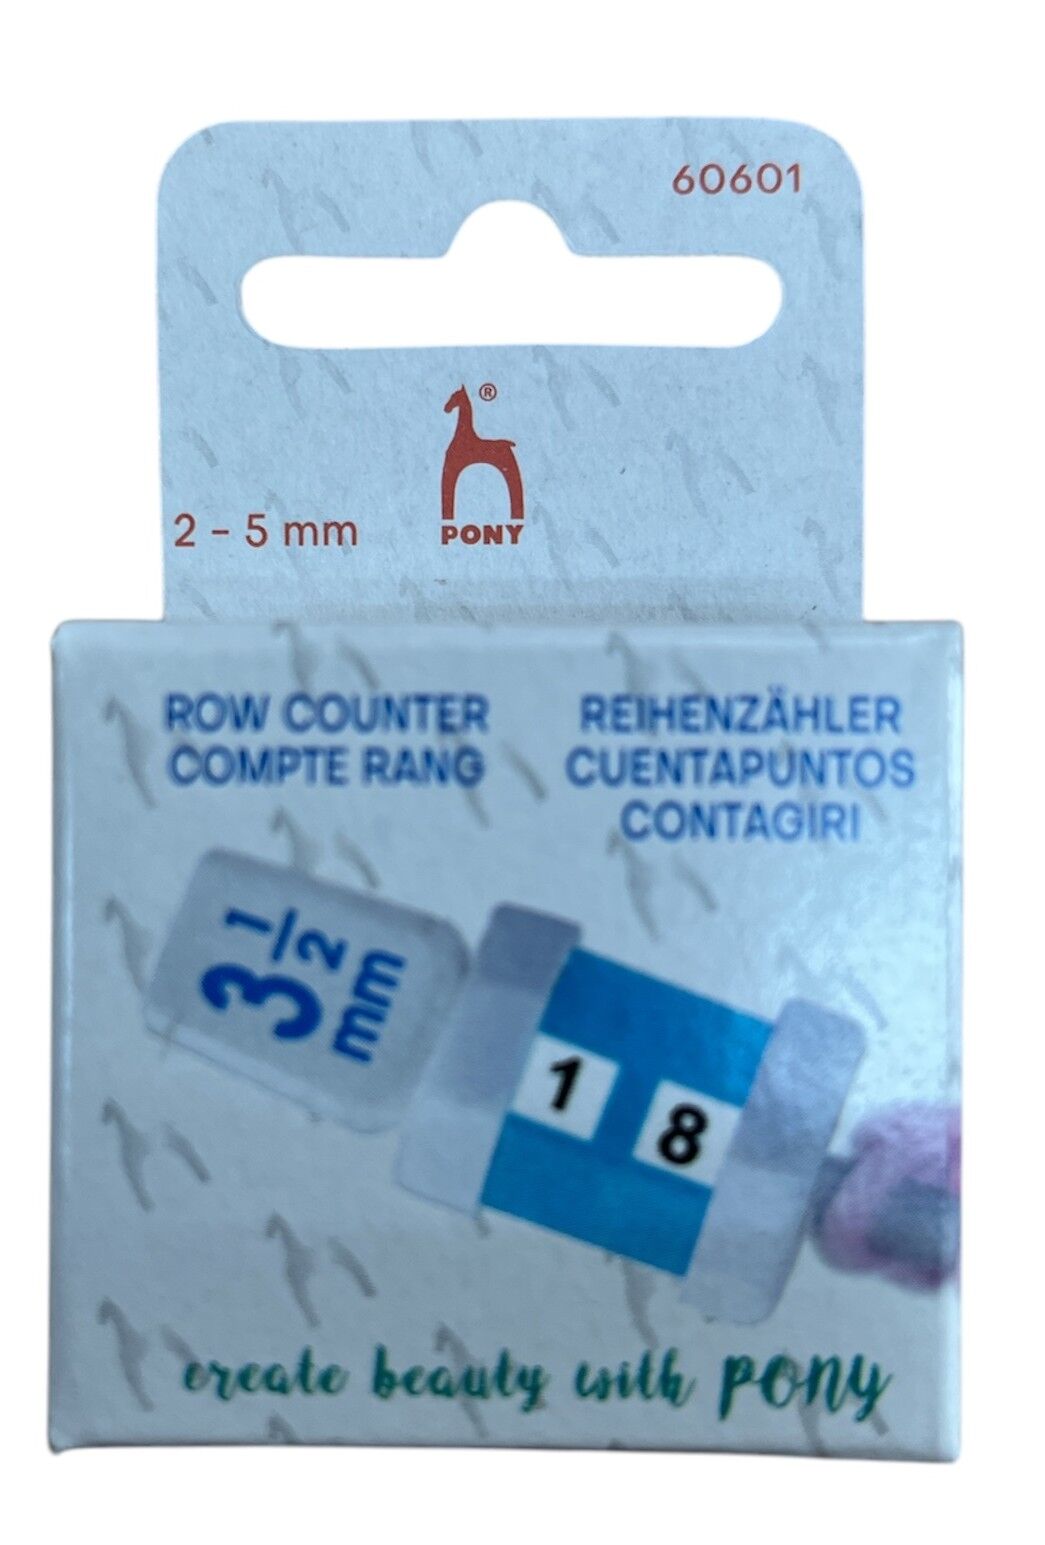 60601
®
PONY
2 - 5 mm
ROW COUNTER
COMPTE RANG
REIHENZÄHLER
CUENTAPUNTOS
CONTAGIRI
3 1/2
mm
1 8
create beauty with PONY